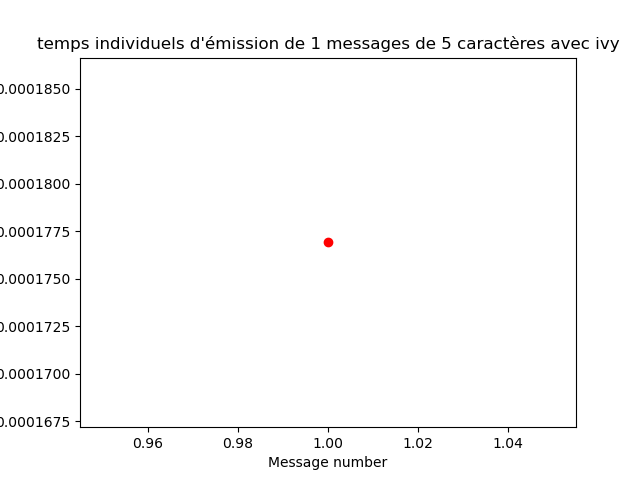 temps individuels d'émission de 1 messages de 5 caractères avec ivy
0.0001850
0.0001825
0.0001800
0.0001775
0.0001750
0.0001725
0.0001700
0.0001675
0.96 0.98 1.00 1.02 1.04
Message number